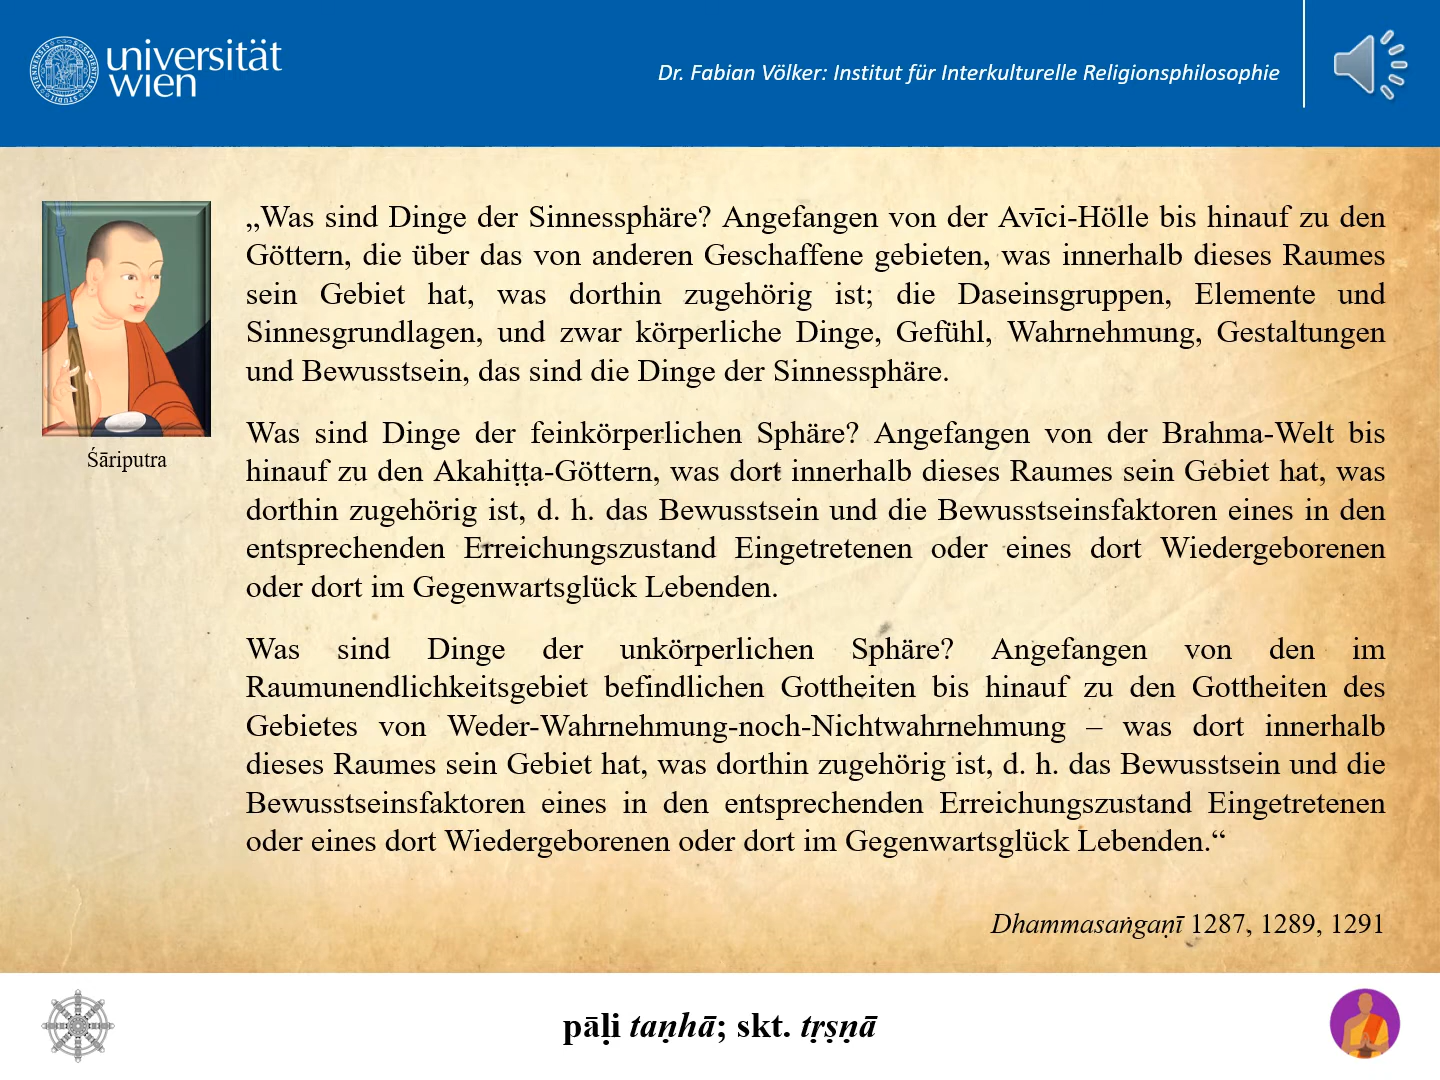 universität
wien
Dr. Fabian Völker: Institut für Interkulturelle Religionsphilosophie
„Was sind Dinge der Sinnessphäre? Angefangen von der Avīci-Hölle bis hinauf zu den
Göttern, die über das von anderen Geschaffene gebieten, was innerhalb dieses Raumes
sein Gebiet hat, was dorthin zugehörig ist; die Daseinsgruppen, Elemente und
Sinnesgrundlagen, und zwar körperliche Dinge, Gefühl, Wahrnehmung, Gestaltungen
und Bewusstsein, das sind die Dinge der Sinnessphäre.
Śāriputra
Was sind Dinge der feinkörperlichen Sphäre? Angefangen von der Brahma-Welt bis
hinauf zu den Akahiṭṭa-Göttern, was dort innerhalb dieses Raumes sein Gebiet hat, was
dorthin zugehörig ist, d. h. das Bewusstsein und die Bewusstseinsfaktoren eines in den
entsprechenden Erreichungszustand Eingetretenen oder eines dort Wiedergeborenen
oder dort im Gegenwartsglück Lebenden.
Was sind Dinge der unkörperlichen Sphäre? Angefangen von den im
Raumunendlichkeitsgebiet befindlichen Gottheiten bis hinauf zu den Gottheiten des
Gebietes von Weder-Wahrnehmung-noch-Nichtwahrnehmung – was dort innerhalb
dieses Raumes sein Gebiet hat, was dorthin zugehörig ist, d. h. das Bewusstsein und die
Bewusstseinsfaktoren eines in den entsprechenden Erreichungszustand Eingetretenen
oder eines dort Wiedergeborenen oder dort im Gegenwartsglück Lebenden.“
Dhammasaṅgaṇī 1287, 1289, 1291
pāḷi taṇhā; skt. tṛṣṇā